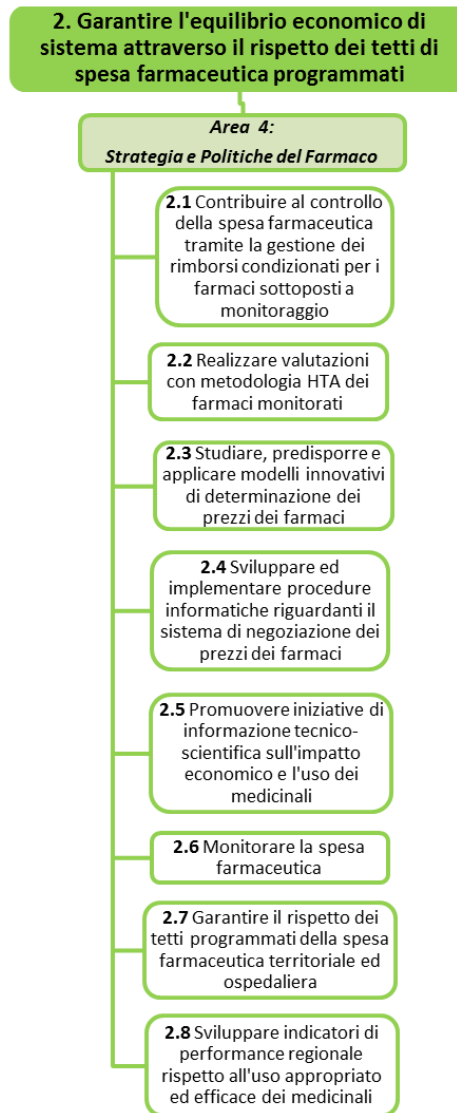 2. Garantire l'equilibrio economico di
sistema attraverso il rispetto dei tetti di
spesa farmaceutica programmati
Area 4:
Strategia e Politiche del Farmaco
2.1 Contribuire al controllo
della spesa farmaceutica
tramite la gestione dei
rimborsi condizionati per i
farmaci sottoposti a
monitoraggio
2.2 Realizzare valutazioni
con metodologia HTA dei
farmaci monitorati
2.3 Studiare, predisporre e
applicare modelli innovativi
di determinazione dei
prezzi dei farmaci
2.4 Sviluppare ed
implementare procedure
informatiche riguardanti il
sistema di negoziazione dei
prezzi dei farmaci
2.5 Promuovere iniziative di
informazione tecnico-
scientifica sull'impatto
economico e l'uso dei
medicinali
2.6 Monitorare la spesa
farmaceutica
2.7 Garantire il rispetto dei
tetti programmati della spesa
farmaceutica territoriale ed
ospedaliera
2.8 Sviluppare indicatori di
performance regionale
rispetto all'uso appropriato
ed efficace dei medicinali